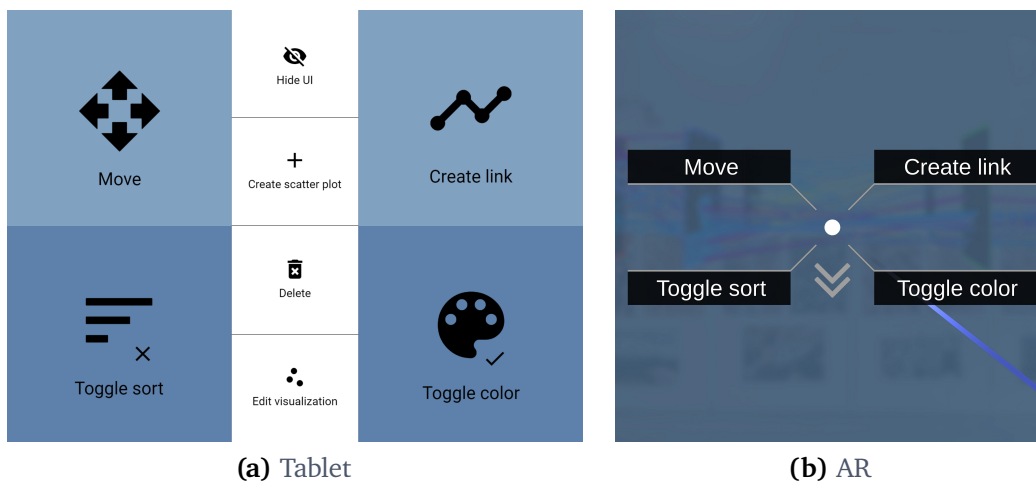 Move
Hide UI
Create scatter plot
Create link
Toggle sort
Delete
Edit visualization
Toggle color
(a) Tablet
Move
Create link
Toggle sort
Toggle color
(b) AR